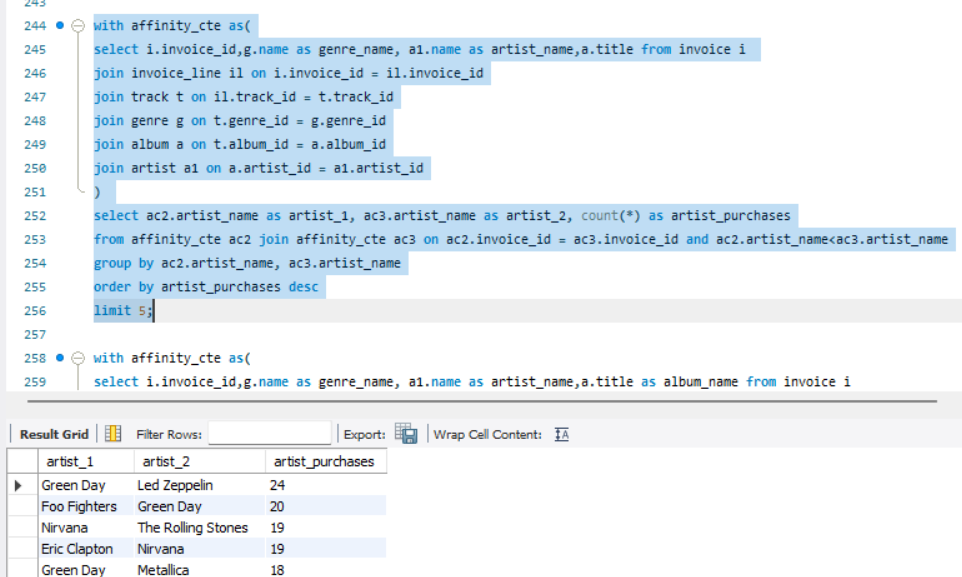 243
244 with affinity_cte as(
245 select i.invoice_id,g.name as genre_name, a1.name as artist_name,a.title from invoice i
246 join invoice_line il on i.invoice_id = il.invoice_id
247 join track t on il.track_id = t.track_id
248 join genre g on t.genre_id = g.genre_id
249 join album a on t.album_id = a.album_id
250 join artist a1 on a.artist_id = a1.artist_id
251 )
252 select ac2.artist_name as artist_1, ac3.artist_name as artist_2, count(*) as artist_purchases
253 from affinity_cte ac2 join affinity_cte ac3 on ac2.invoice_id = ac3.invoice_id and ac2.artist_name<ac3.artist_name
254 group by ac2.artist_name, ac3.artist_name
255 order by artist_purchases desc
256 limit 5;
257
258 with affinity_cte as(
259 select i.invoice_id,g.name as genre_name, a1.name as artist_name,a.title as album_name from invoice i
Result Grid Filter Rows: Export: Wrap Cell Content: IA
artist_1 artist_2 artist_purchases
Green Day Led Zeppelin 24
Foo Fighters Green Day 20
Nirvana The Rolling Stones 19
Eric Clapton Nirvana 19
Green Day Metallica 18